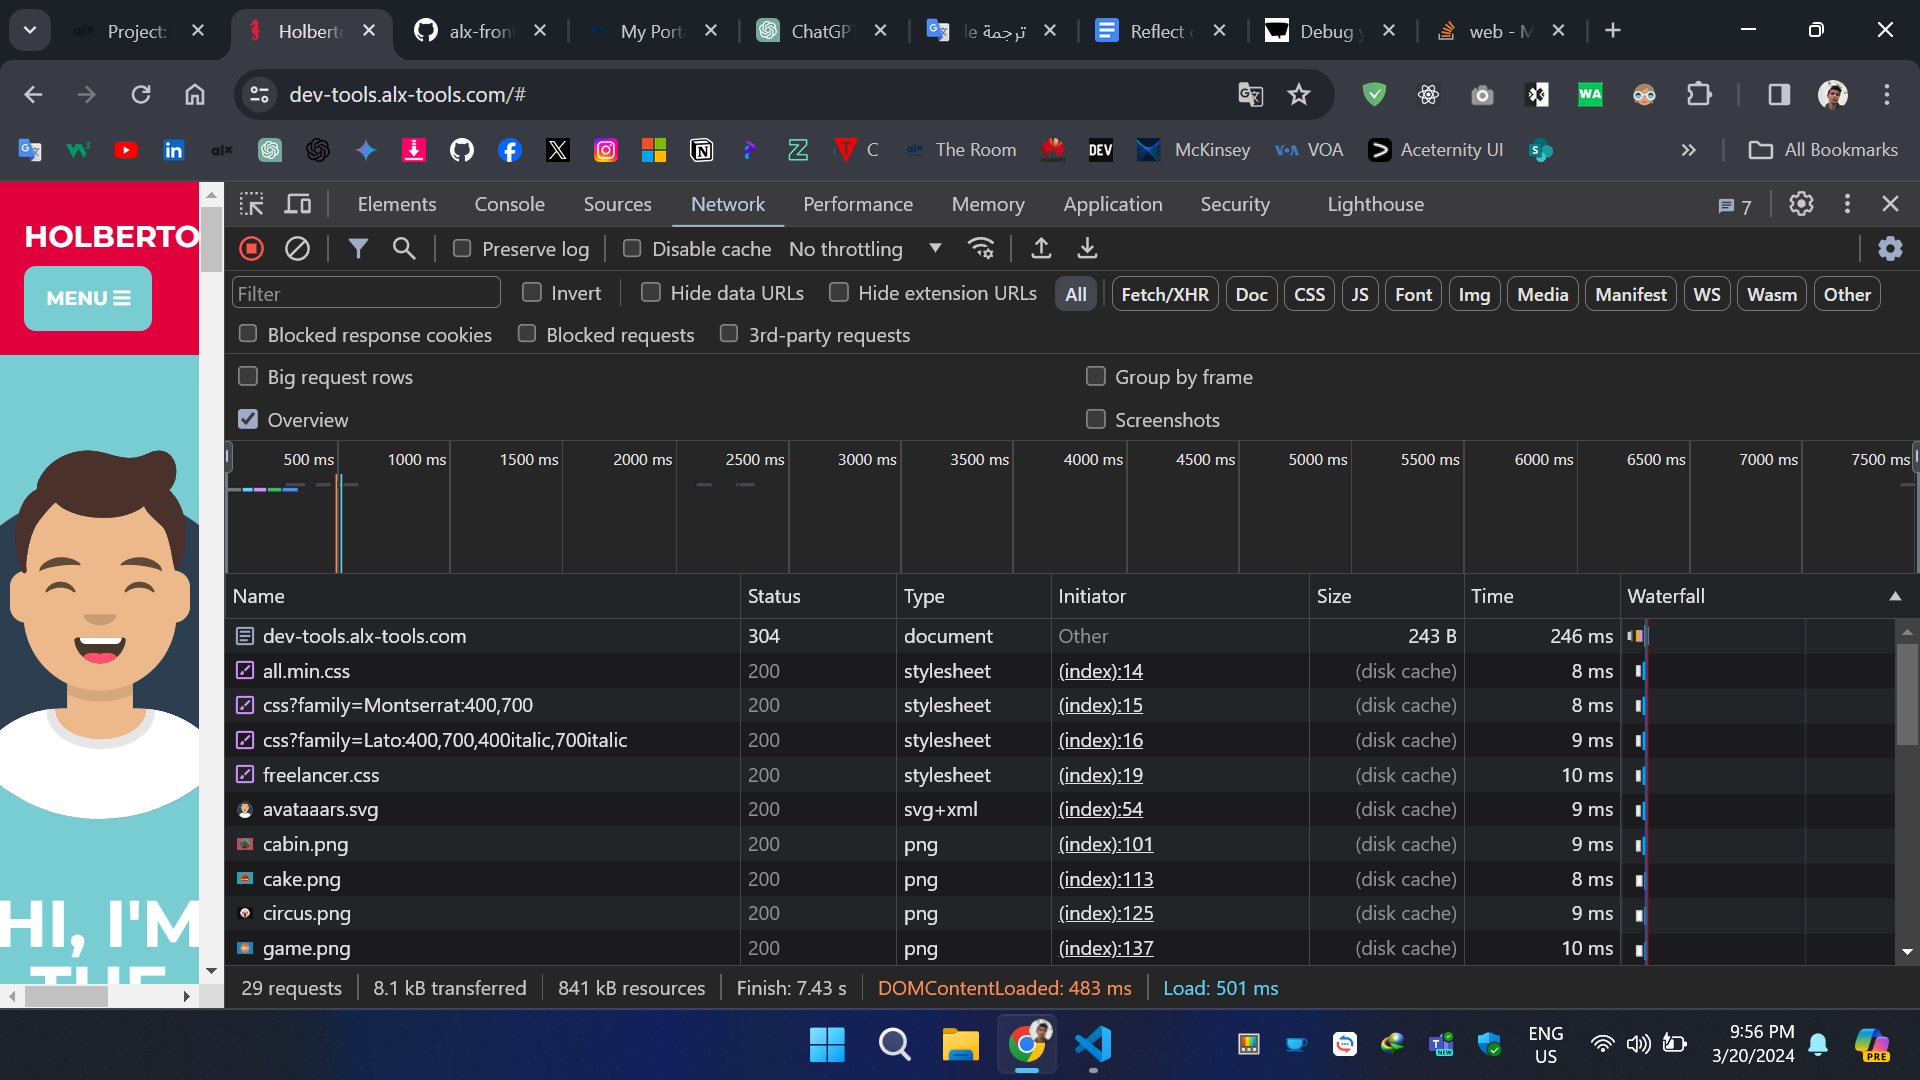 Project:
Holberto
alx-front
My Porta
ChatGPT
ترجمة le
Reflect
Debug
web - M
dev-tools.alx-tools.com/#
C
The Room
DEV
McKinsey
VOA
Aceternity UI
All Bookmarks
HOLBERTO
MENU
HI, I'M
THE
Elements
Console
Sources
Network
Performance
Memory
Application
Security
Lighthouse
7
Preserve log
Disable cache
No throttling
Filter
Invert
Hide data URLs
Hide extension URLs
All
Fetch/XHR
Doc
CSS
JS
Font
Img
Media
Manifest
WS
Wasm
Other
Blocked response cookies
Blocked requests
3rd-party requests
Big request rows
Group by frame
Overview
Screenshots
500 ms 1000 ms 1500 ms 2000 ms 2500 ms 3000 ms 3500 ms 4000 ms 4500 ms 5000 ms 5500 ms 6000 ms 6500 ms 7000 ms 7500 ms
Name Status Type Initiator Size Time Waterfall
dev-tools.alx-tools.com 304 document Other 243 B 246 ms
all.min.css 200 stylesheet (index):14 (disk cache) 8 ms
css?family=Montserrat:400,700 200 stylesheet (index):15 (disk cache) 8 ms
css?family=Lato:400,700,400italic,700italic 200 stylesheet (index):16 (disk cache) 9 ms
freelancer.css 200 stylesheet (index):19 (disk cache) 10 ms
avataaars.svg 200 svg+xml (index):54 (disk cache) 9 ms
cabin.png 200 png (index):101 (disk cache) 9 ms
cake.png 200 png (index):113 (disk cache) 8 ms
circus.png 200 png (index):125 (disk cache) 9 ms
game.png 200 png (index):137 (disk cache) 10 ms
29 requests 8.1 kB transferred 841 kB resources Finish: 7.43 s DOMContentLoaded: 483 ms Load: 501 ms
ENG
US
9:56 PM
3/20/2024
PRE